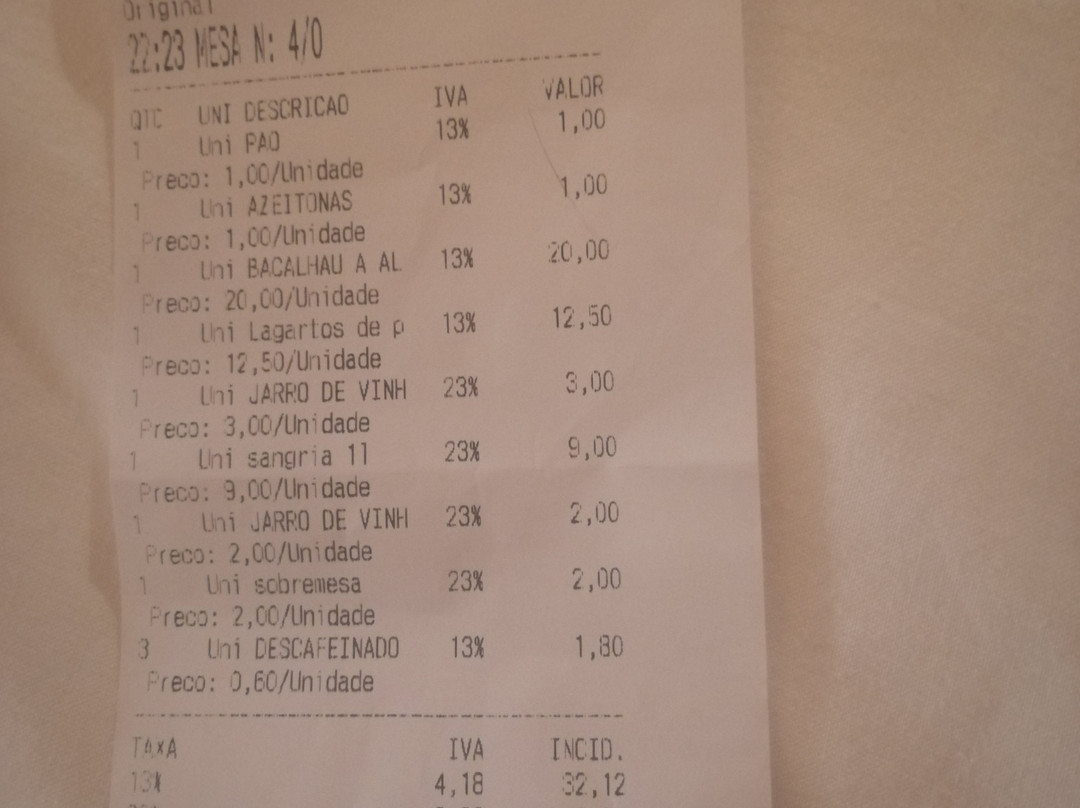 Original
22:23 MESA N: 4/0
QTC UNI DESCRICAO IVA VALOR
1 Uni PAO 13% 1,00
Preco: 1,00/Unidade
1 Uni AZEITONAS 13% 1,00
Preco: 1,00/Unidade
1 Uni BACALHAU A AL 13% 20,00
Preco: 20,00/Unidade
1 Uni Lagartos de p 13% 12,50
Preco: 12,50/Unidade
1 Uni JARRO DE VINH 23% 3,00
Preco: 3,00/Unidade
1 Uni sangria 1l 23% 9,00
Preco: 9,00/Unidade
1 Uni JARRO DE VINH 23% 2,00
Preco: 2,00/Unidade
1 Uni sobremesa 23% 2,00
Preco: 2,00/Unidade
3 Uni DESCAFEINADO 13% 1,80
Preco: 0,60/Unidade
TAXA IVA INCID.
13% 4,18 32,12